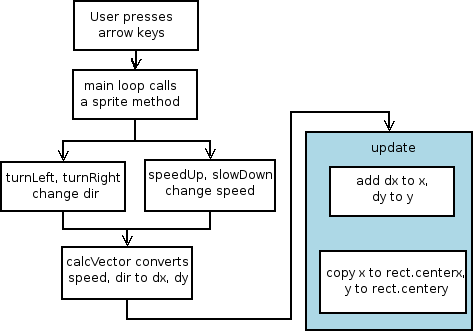 User presses
arrow keys
main loop calls
a sprite method
turnLeft, turnRight
change dir
speedUp, slowDown
change speed
calcVector converts
speed, dir to dx, dy
update
add dx to x,
dy to y
copy x to rect.centerx,
y to rect.centery